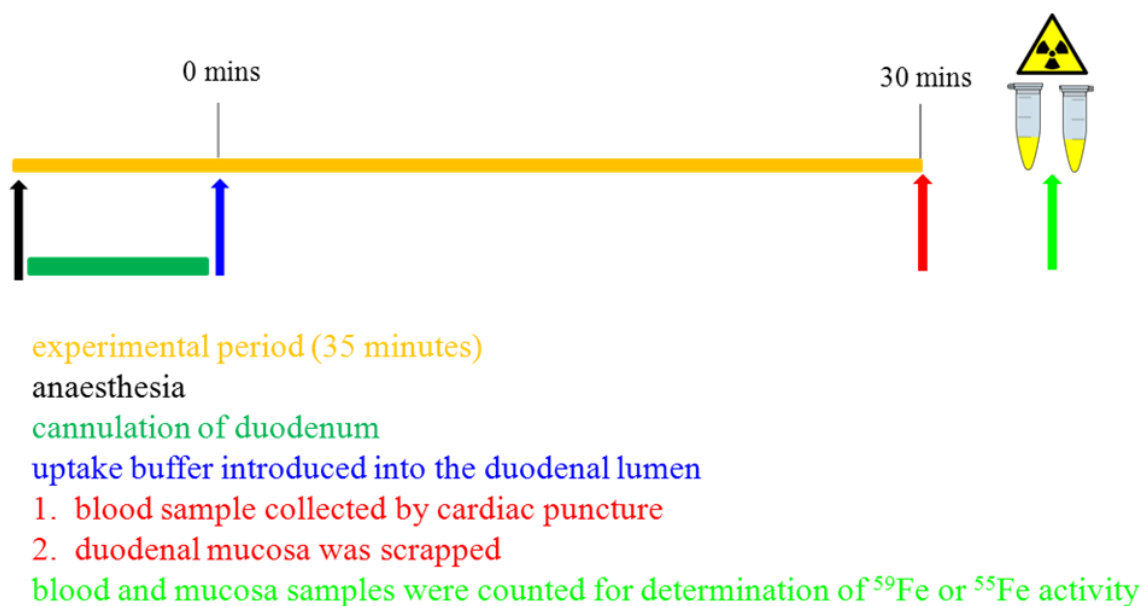 0 mins
30 mins
experimental period (35 minutes)
anaesthesia
cannulation of duodenum
uptake buffer introduced into the duodenal lumen
1. blood sample collected by cardiac puncture
2. duodenal mucosa was scrapped
blood and mucosa samples were counted for determination of ⁵⁹Fe or ⁵⁵Fe activity